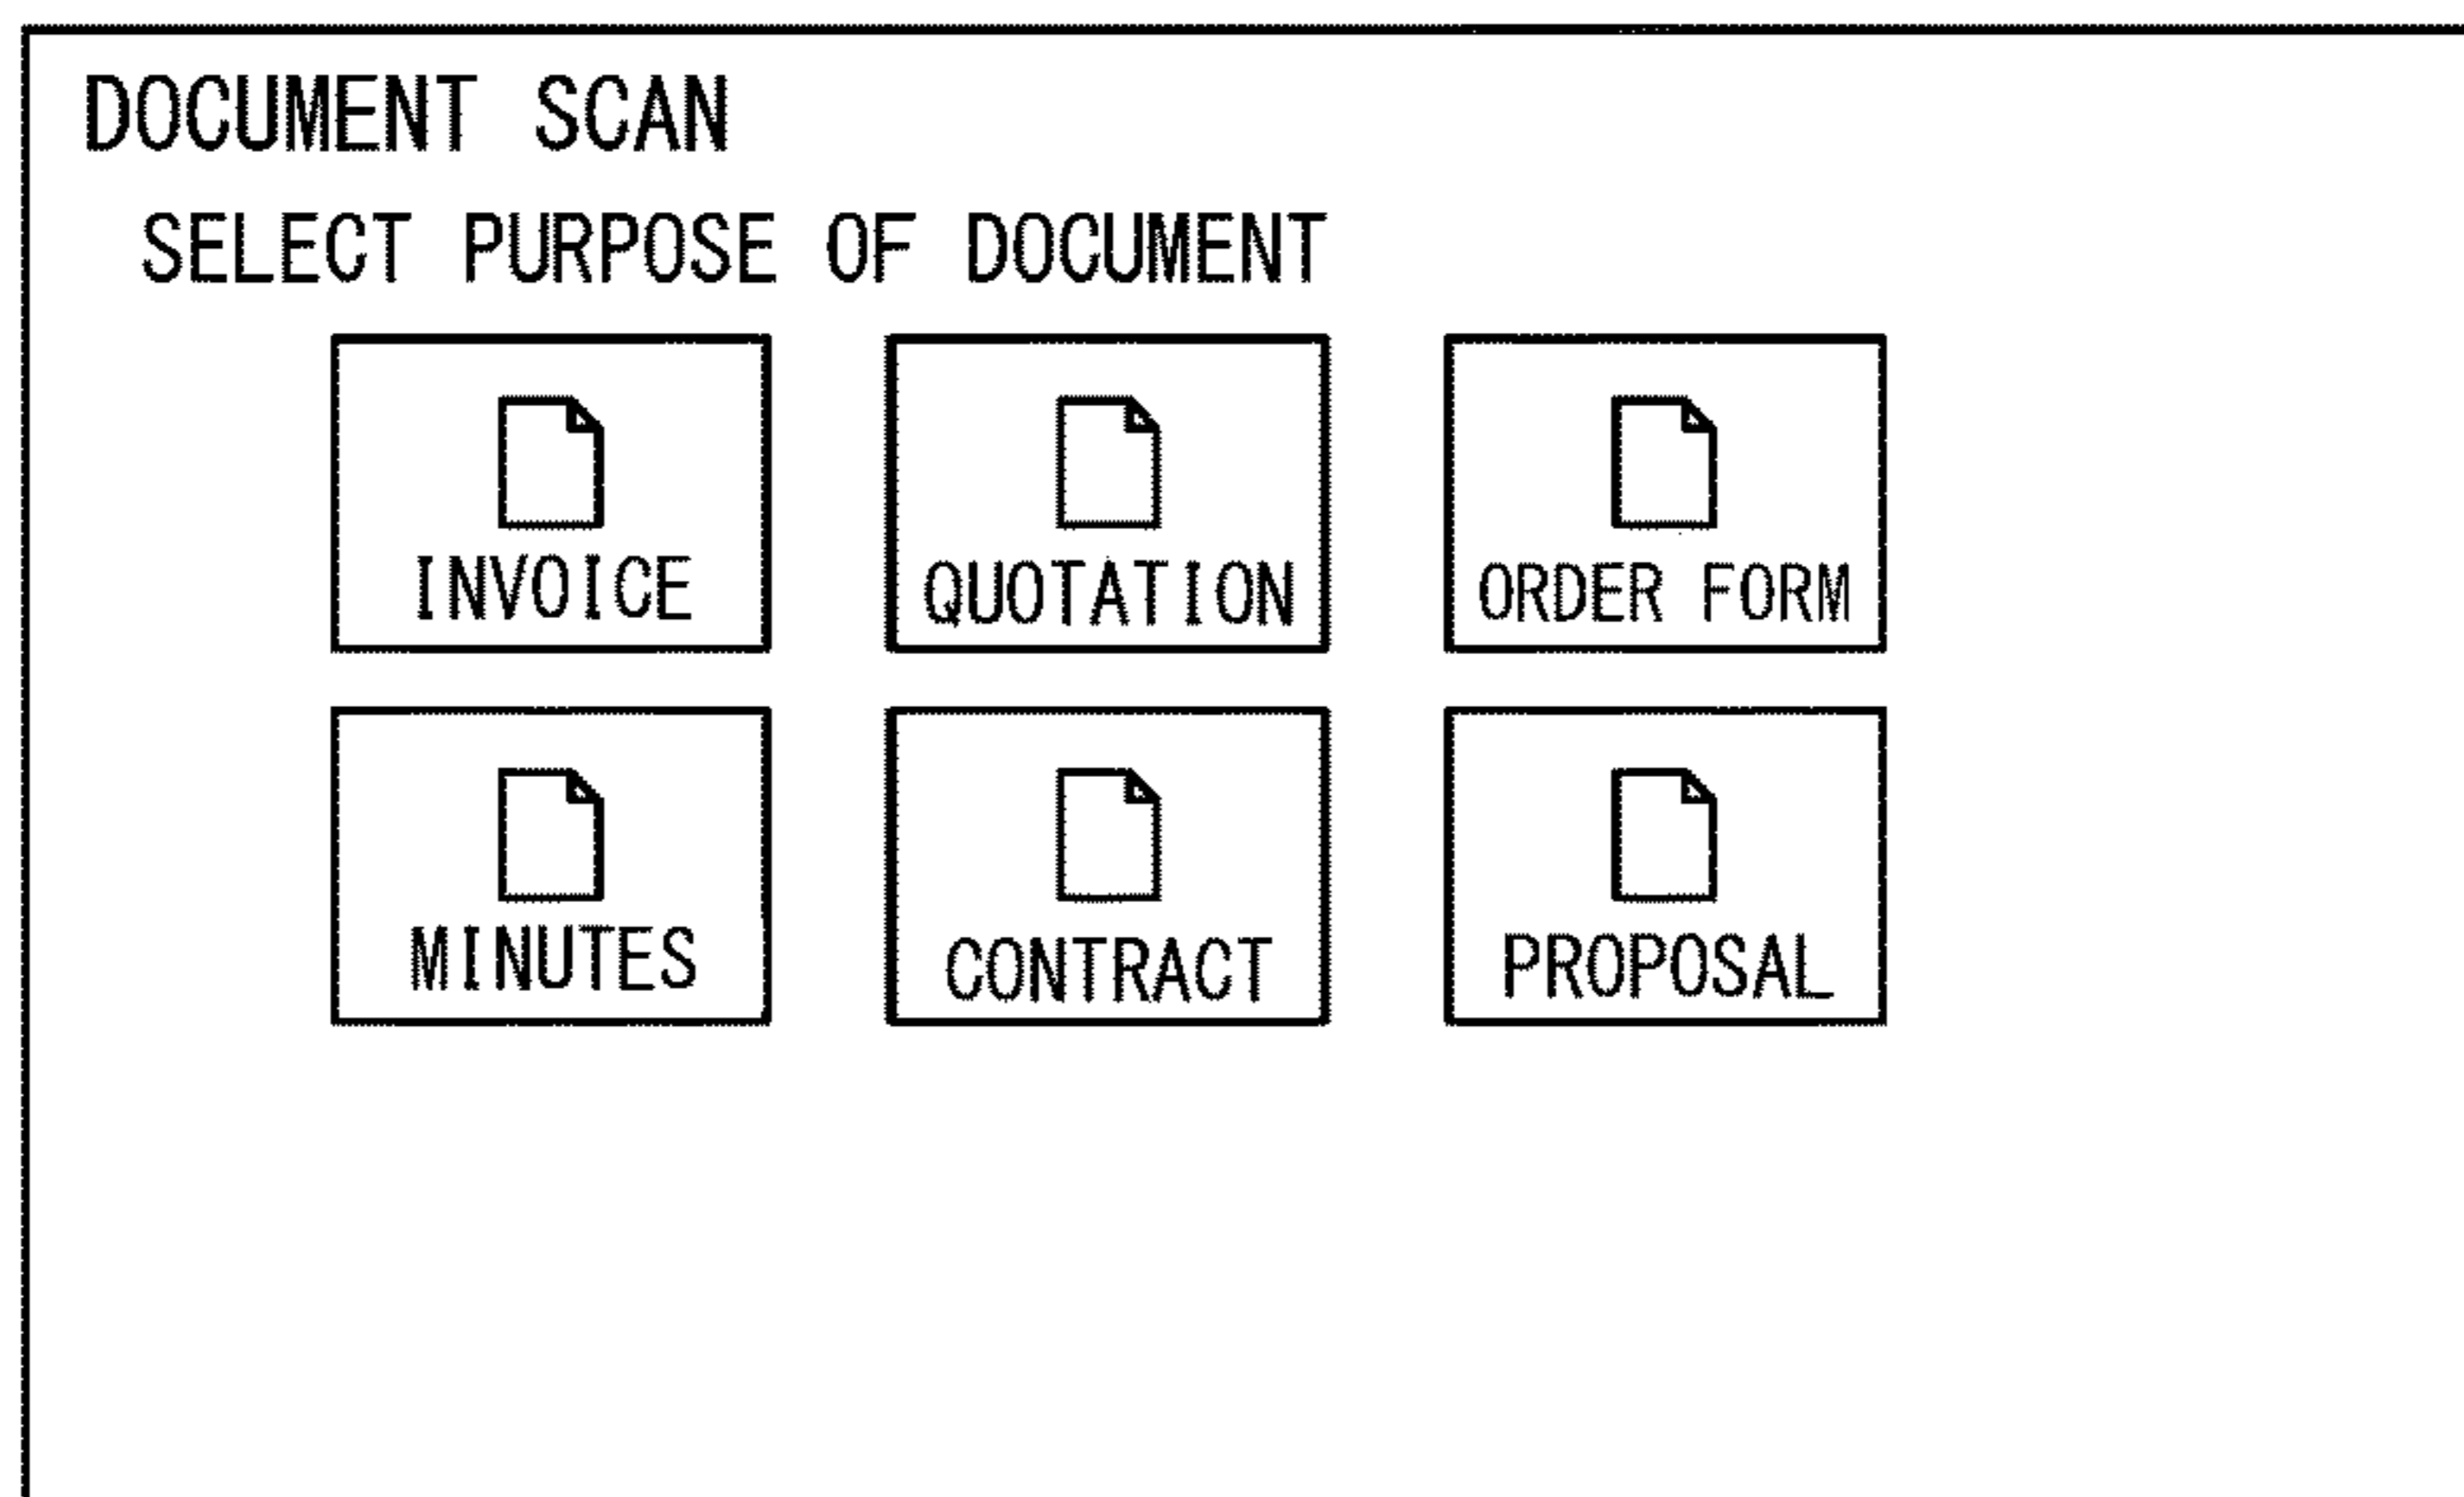 DOCUMENT SCAN
SELECT PURPOSE OF DOCUMENT
INVOICE
QUOTATION
ORDER FORM
MINUTES
CONTRACT
PROPOSAL